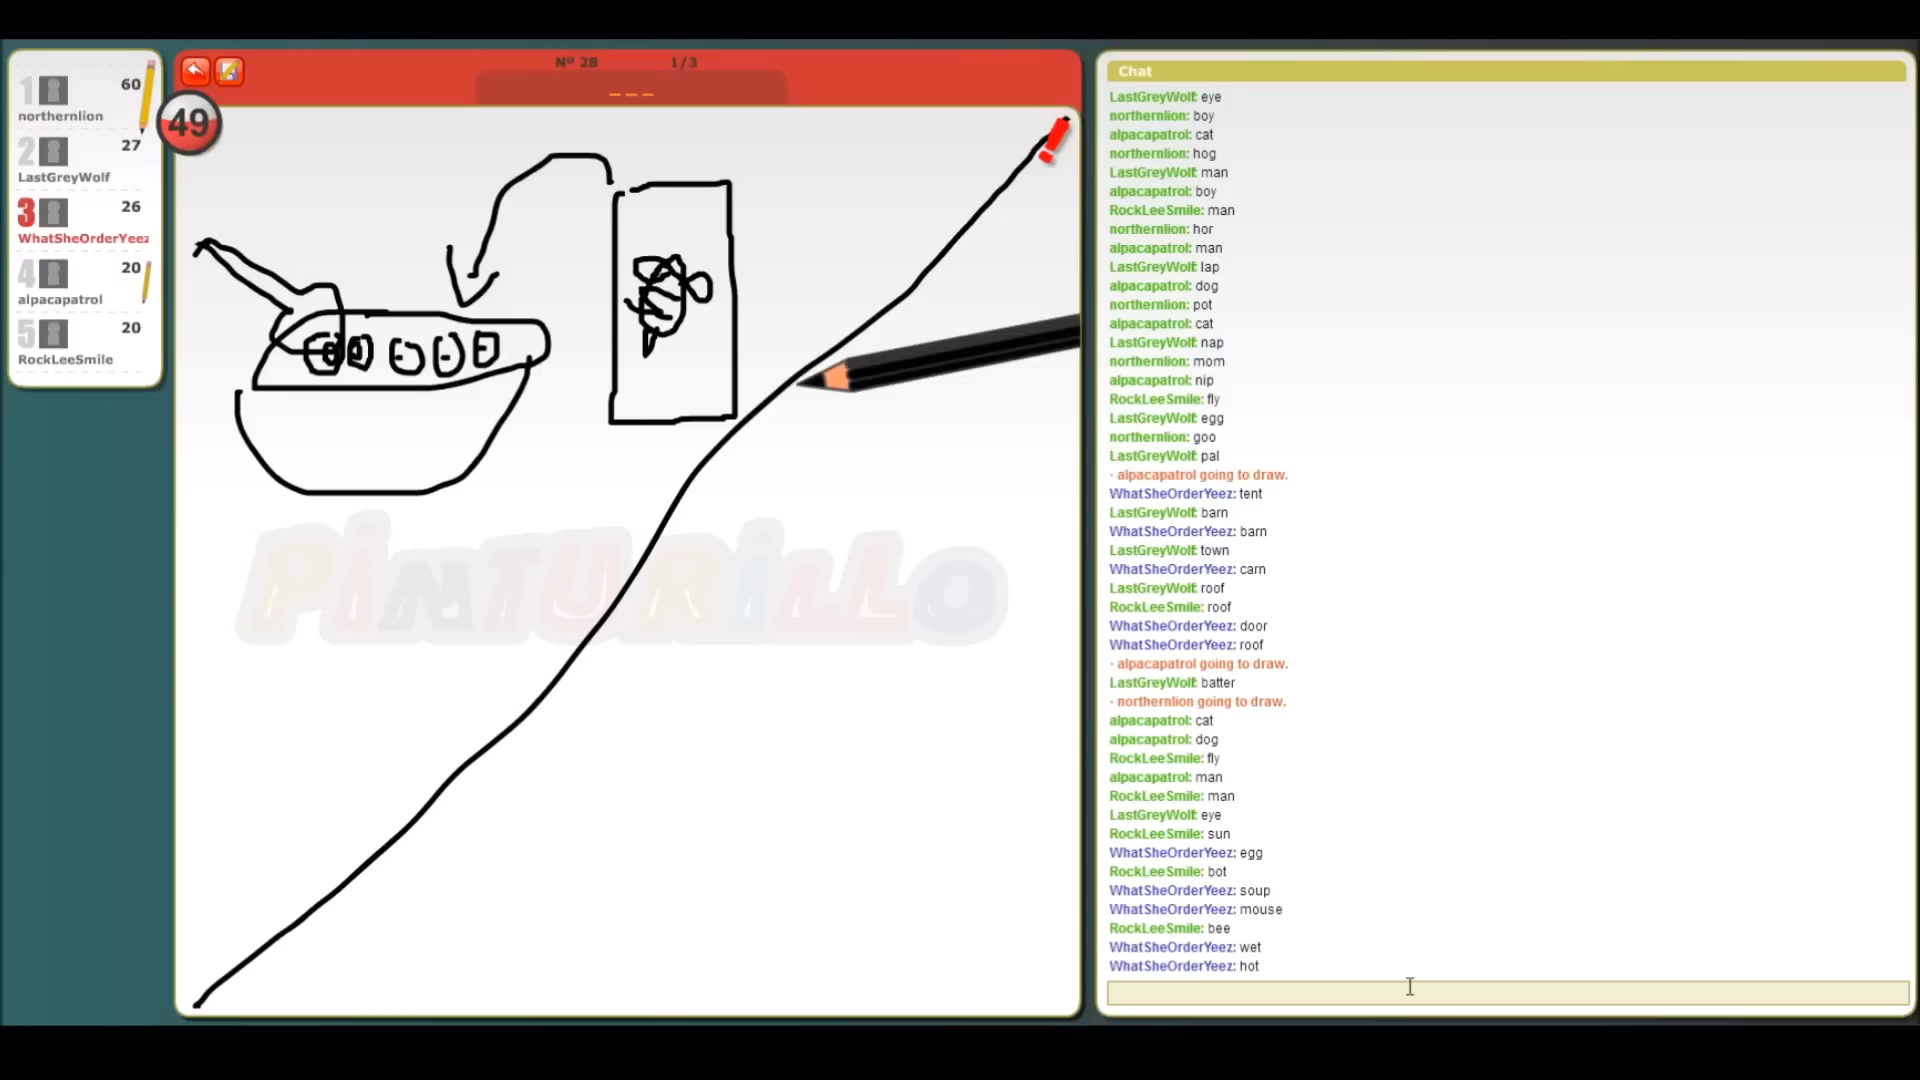 1
60
northernlion
2
27
LastGreyWolf
3
26
WhatSheOrderYeez
4
20
alpacapatrol
5
20
RockLeeSmile
49
Nº 28 1/3
_ _ _
PINTURILLO
Chat
LastGreyWolf: eye
northernlion: boy
alpacapatrol: cat
northernlion: hog
LastGreyWolf: man
alpacapatrol: boy
RockLeeSmile: man
northernlion: hor
alpacapatrol: man
LastGreyWolf: lap
alpacapatrol: dog
northernlion: pot
alpacapatrol: cat
LastGreyWolf: nap
northernlion: mom
alpacapatrol: nip
RockLeeSmile: fly
LastGreyWolf: egg
northernlion: goo
LastGreyWolf: pal
· alpacapatrol going to draw.
WhatSheOrderYeez: tent
LastGreyWolf: barn
WhatSheOrderYeez: barn
LastGreyWolf: town
WhatSheOrderYeez: carn
LastGreyWolf: roof
RockLeeSmile: roof
WhatSheOrderYeez: door
WhatSheOrderYeez: roof
· alpacapatrol going to draw.
LastGreyWolf: batter
· northernlion going to draw.
alpacapatrol: cat
alpacapatrol: dog
RockLeeSmile: fly
alpacapatrol: man
RockLeeSmile: man
LastGreyWolf: eye
RockLeeSmile: sun
WhatSheOrderYeez: egg
RockLeeSmile: bot
WhatSheOrderYeez: soup
WhatSheOrderYeez: mouse
RockLeeSmile: bee
WhatSheOrderYeez: wet
WhatSheOrderYeez: hot